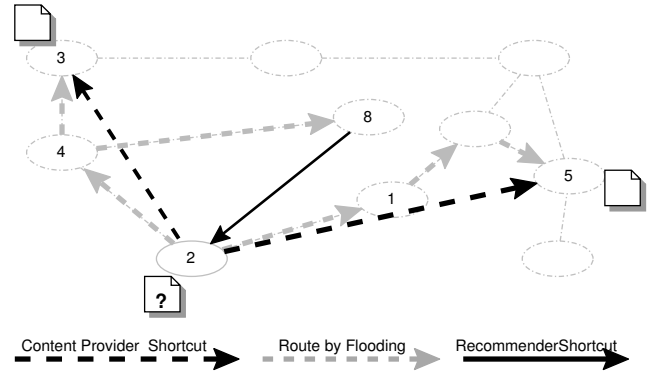 3
8
4
5
1
2
?
Content Provider Shortcut
Route by Flooding
RecommenderShortcut